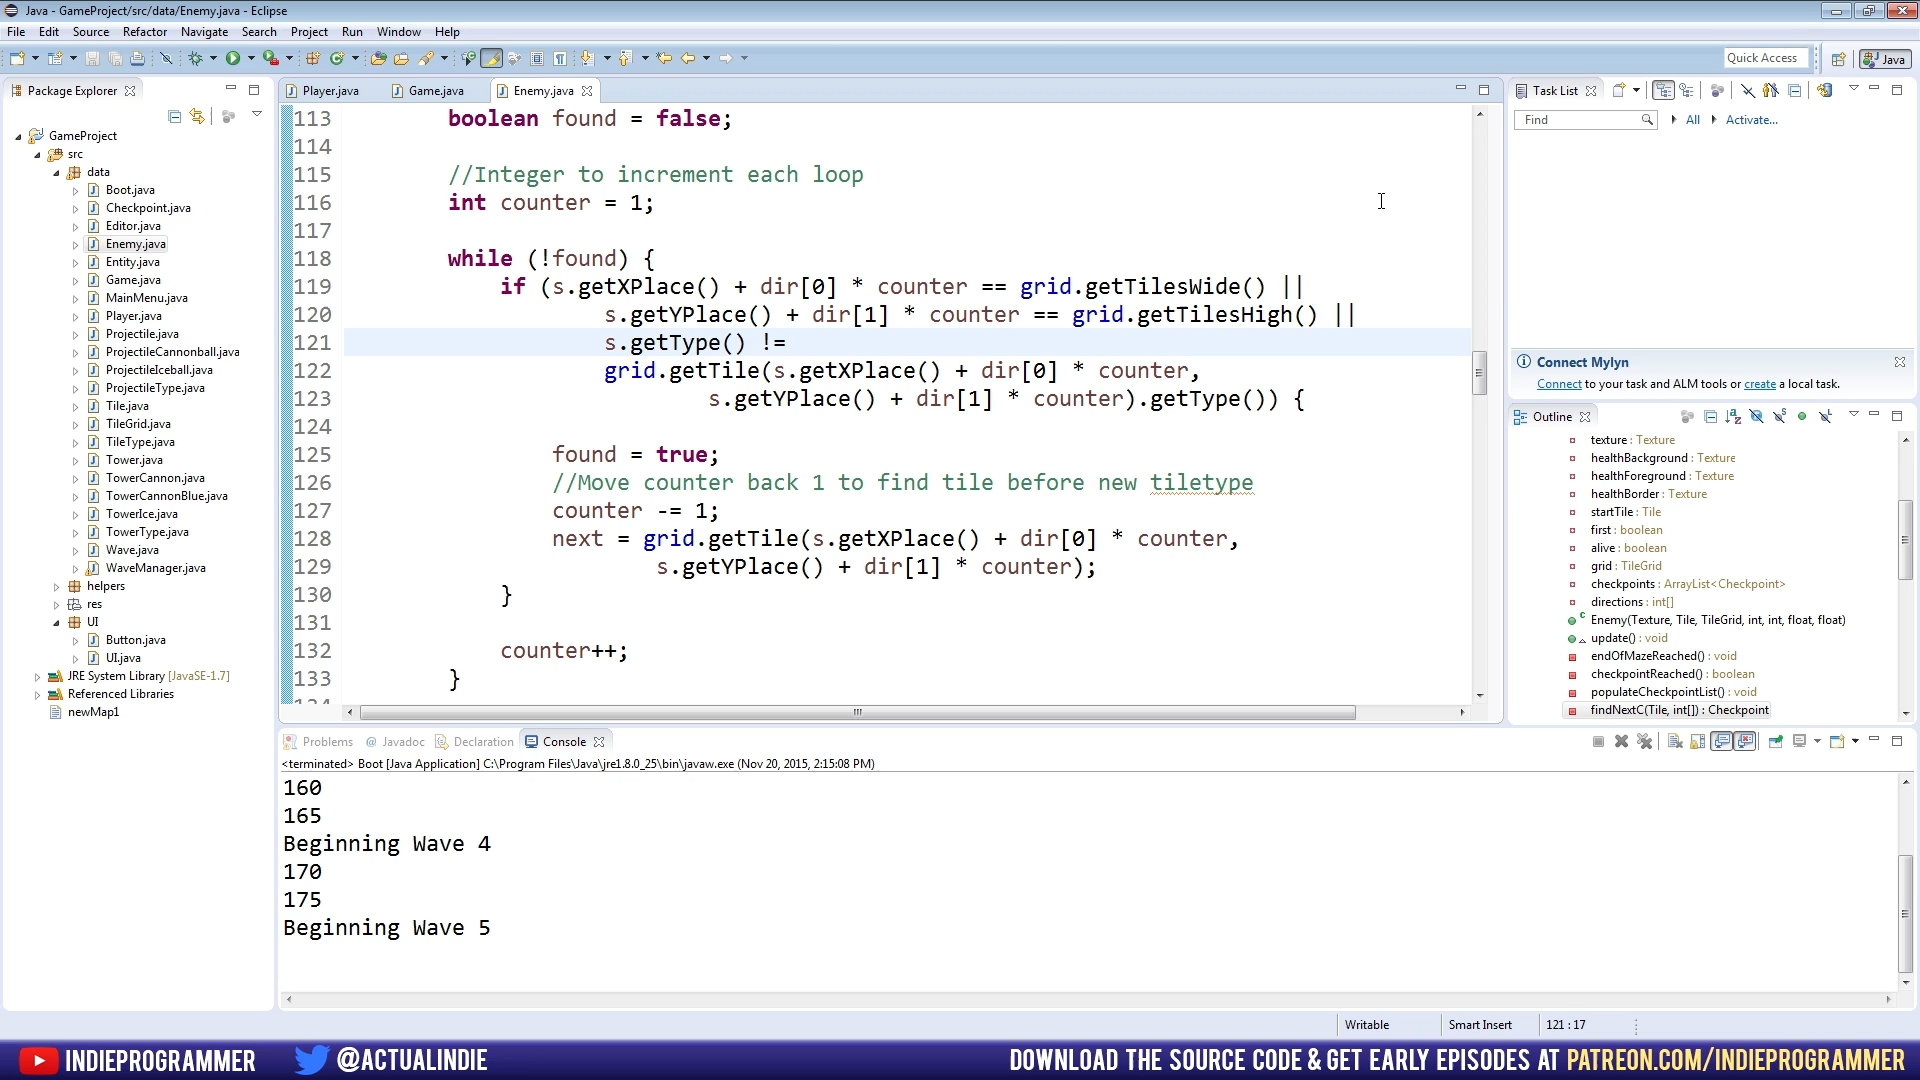 Java - GameProject/src/data/Enemy.java - Eclipse
File Edit Source Refactor Navigate Search Project Run Window Help
Quick Access
Java
Package Explorer
GameProject
src
data
Boot.java
Checkpoint.java
Editor.java
Enemy.java
Entity.java
Game.java
MainMenu.java
Player.java
Projectile.java
ProjectileCannonball.java
ProjectileIceball.java
ProjectileType.java
Tile.java
TileGrid.java
TileType.java
Tower.java
TowerCannon.java
TowerCannonBlue.java
TowerIce.java
TowerType.java
Wave.java
WaveManager.java
helpers
res
UI
Button.java
UI.java
JRE System Library [JavaSE-1.7]
Referenced Libraries
newMap1
Player.java Game.java Enemy.java
113 boolean found = false;
114
115 //Integer to increment each loop
116 int counter = 1;
117
118 while (!found) {
119 if (s.getXPlace() + dir[0] * counter == grid.getTilesWide() ||
120 s.getYPlace() + dir[1] * counter == grid.getTilesHigh() ||
121 s.getType() !=
122 grid.getTile(s.getXPlace() + dir[0] * counter,
123 s.getYPlace() + dir[1] * counter).getType()) {
124
125 found = true;
126 //Move counter back 1 to find tile before new tiletype
127 counter -= 1;
128 next = grid.getTile(s.getXPlace() + dir[0] * counter,
129 s.getYPlace() + dir[1] * counter);
130 }
131
132 counter++;
133 }
Task List
Find
All
Activate...
Connect Mylyn
Connect to your task and ALM tools or create a local task.
Outline
texture : Texture
healthBackground : Texture
healthForeground : Texture
healthBorder : Texture
startTile : Tile
first : boolean
alive : boolean
grid : TileGrid
checkpoints : ArrayList<Checkpoint>
directions : int[]
Enemy(Texture, Tile, TileGrid, int, int, float, float)
update() : void
endOfMazeReached() : void
checkpointReached() : boolean
populateCheckpointList() : void
findNextC(Tile, int[]) : Checkpoint
Problems @ Javadoc Declaration Console
<terminated> Boot [Java Application] C:\Program Files\Java\jre1.8.0_25\bin\javaw.exe (Nov 20, 2015, 2:15:08 PM)
160
165
Beginning Wave 4
170
175
Beginning Wave 5
Writable Smart Insert 121 : 17
INDIEPROGRAMMER @ACTUALINDIE DOWNLOAD THE SOURCE CODE & GET EARLY EPISODES AT PATREON.COM/INDIEPROGRAMMER